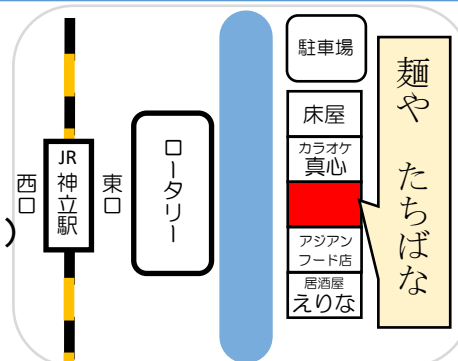 駐車場
床屋
カラオケ
真心
アジアン
フード店
居酒屋
えりな
麺や たちばな
ロータリー
東口
JR
神立駅
西口
)